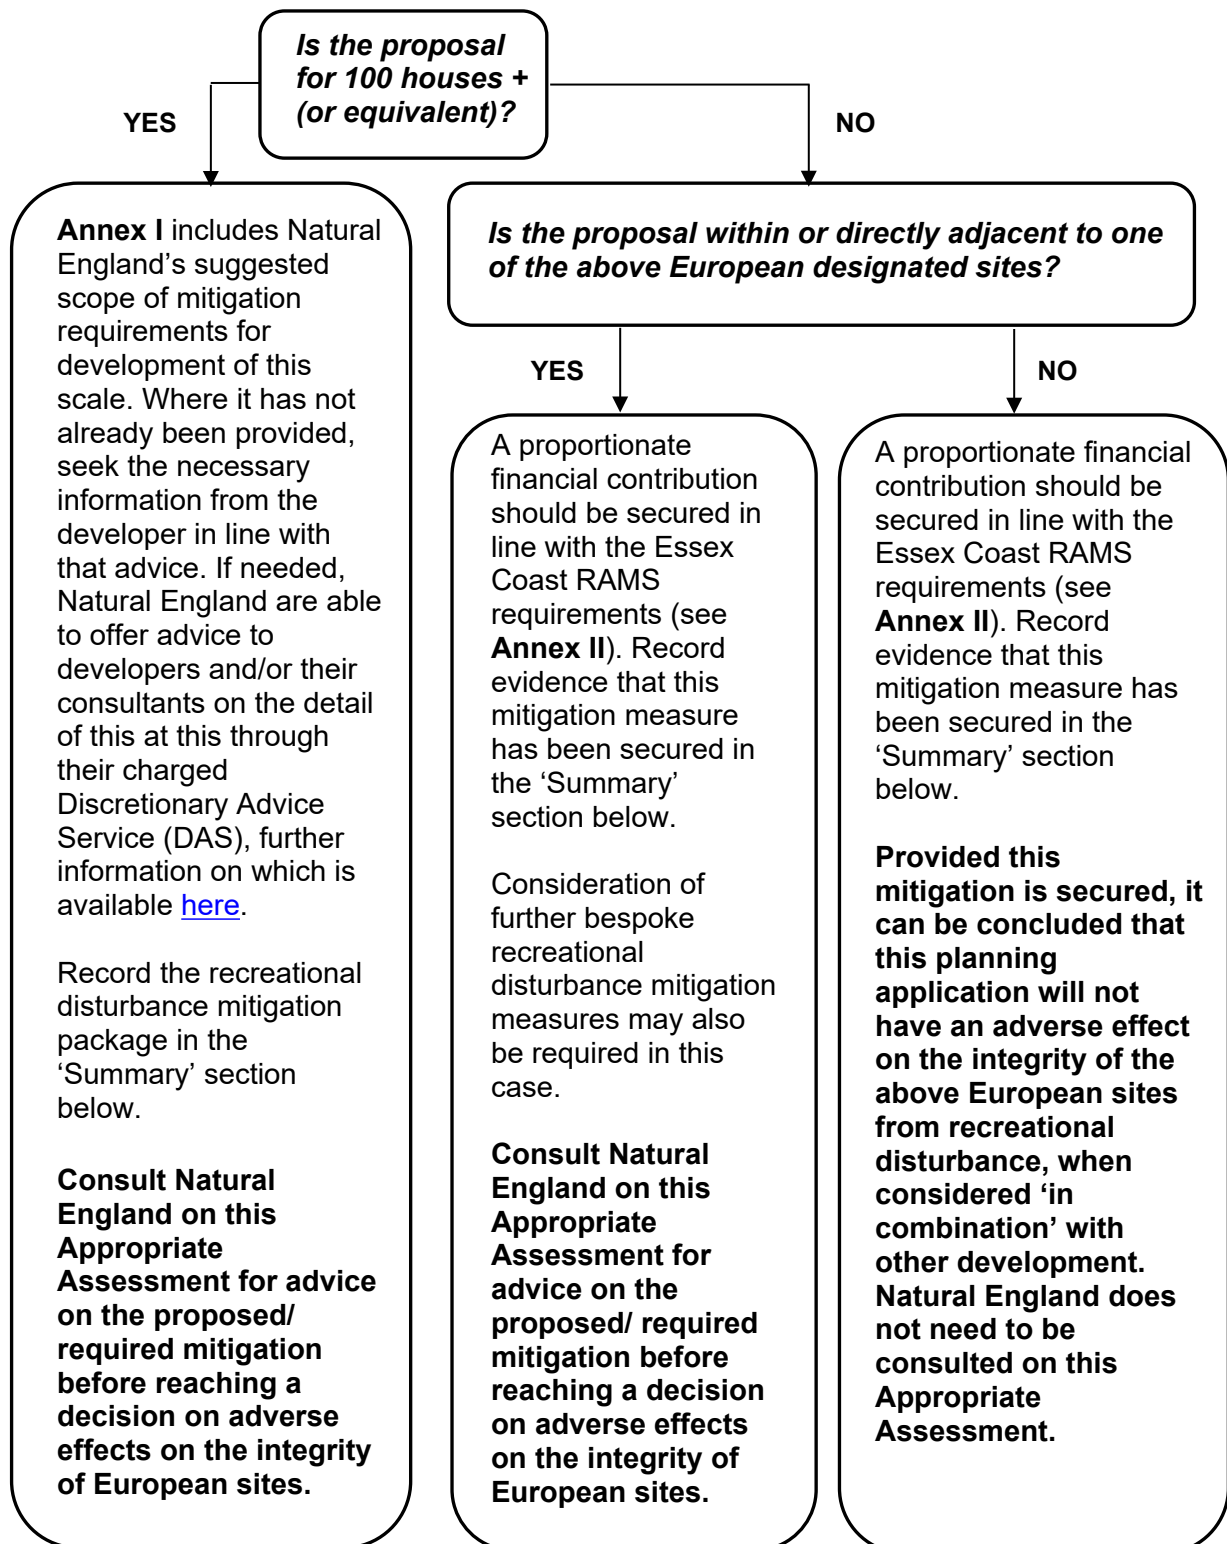 Is the proposal
for 100 houses +
(or equivalent)?
YES
NO
Annex I includes Natural
England’s suggested
scope of mitigation
requirements for
development of this
scale. Where it has not
already been provided,
seek the necessary
information from the
developer in line with
that advice. If needed,
Natural England are able
to offer advice to
developers and/or their
consultants on the detail
of this at this through
their charged
Discretionary Advice
Service (DAS), further
information on which is
available here.
Record the recreational
disturbance mitigation
package in the
‘Summary’ section
below.
Consult Natural
England on this
Appropriate
Assessment for advice
on the proposed/
required mitigation
before reaching a
decision on adverse
effects on the integrity
of European sites.
Is the proposal within or directly adjacent to one
of the above European designated sites?
YES
NO
A proportionate
financial contribution
should be secured in
line with the Essex
Coast RAMS
requirements (see
Annex II). Record
evidence that this
mitigation measure
has been secured in
the ‘Summary’
section below.
Consideration of
further bespoke
recreational
disturbance mitigation
measures may also
be required in this
case.
Consult Natural
England on this
Appropriate
Assessment for
advice on the
proposed/ required
mitigation before
reaching a decision
on adverse effects
on the integrity of
European sites.
A proportionate financial
contribution should be
secured in line with the
Essex Coast RAMS
requirements (see
Annex II). Record
evidence that this
mitigation measure has
been secured in the
‘Summary’ section
below.
Provided this
mitigation is secured, it
can be concluded that
this planning
application will not
have an adverse effect
on the integrity of the
above European sites
from recreational
disturbance, when
considered ‘in
combination’ with
other development.
Natural England does
not need to be
consulted on this
Appropriate
Assessment.